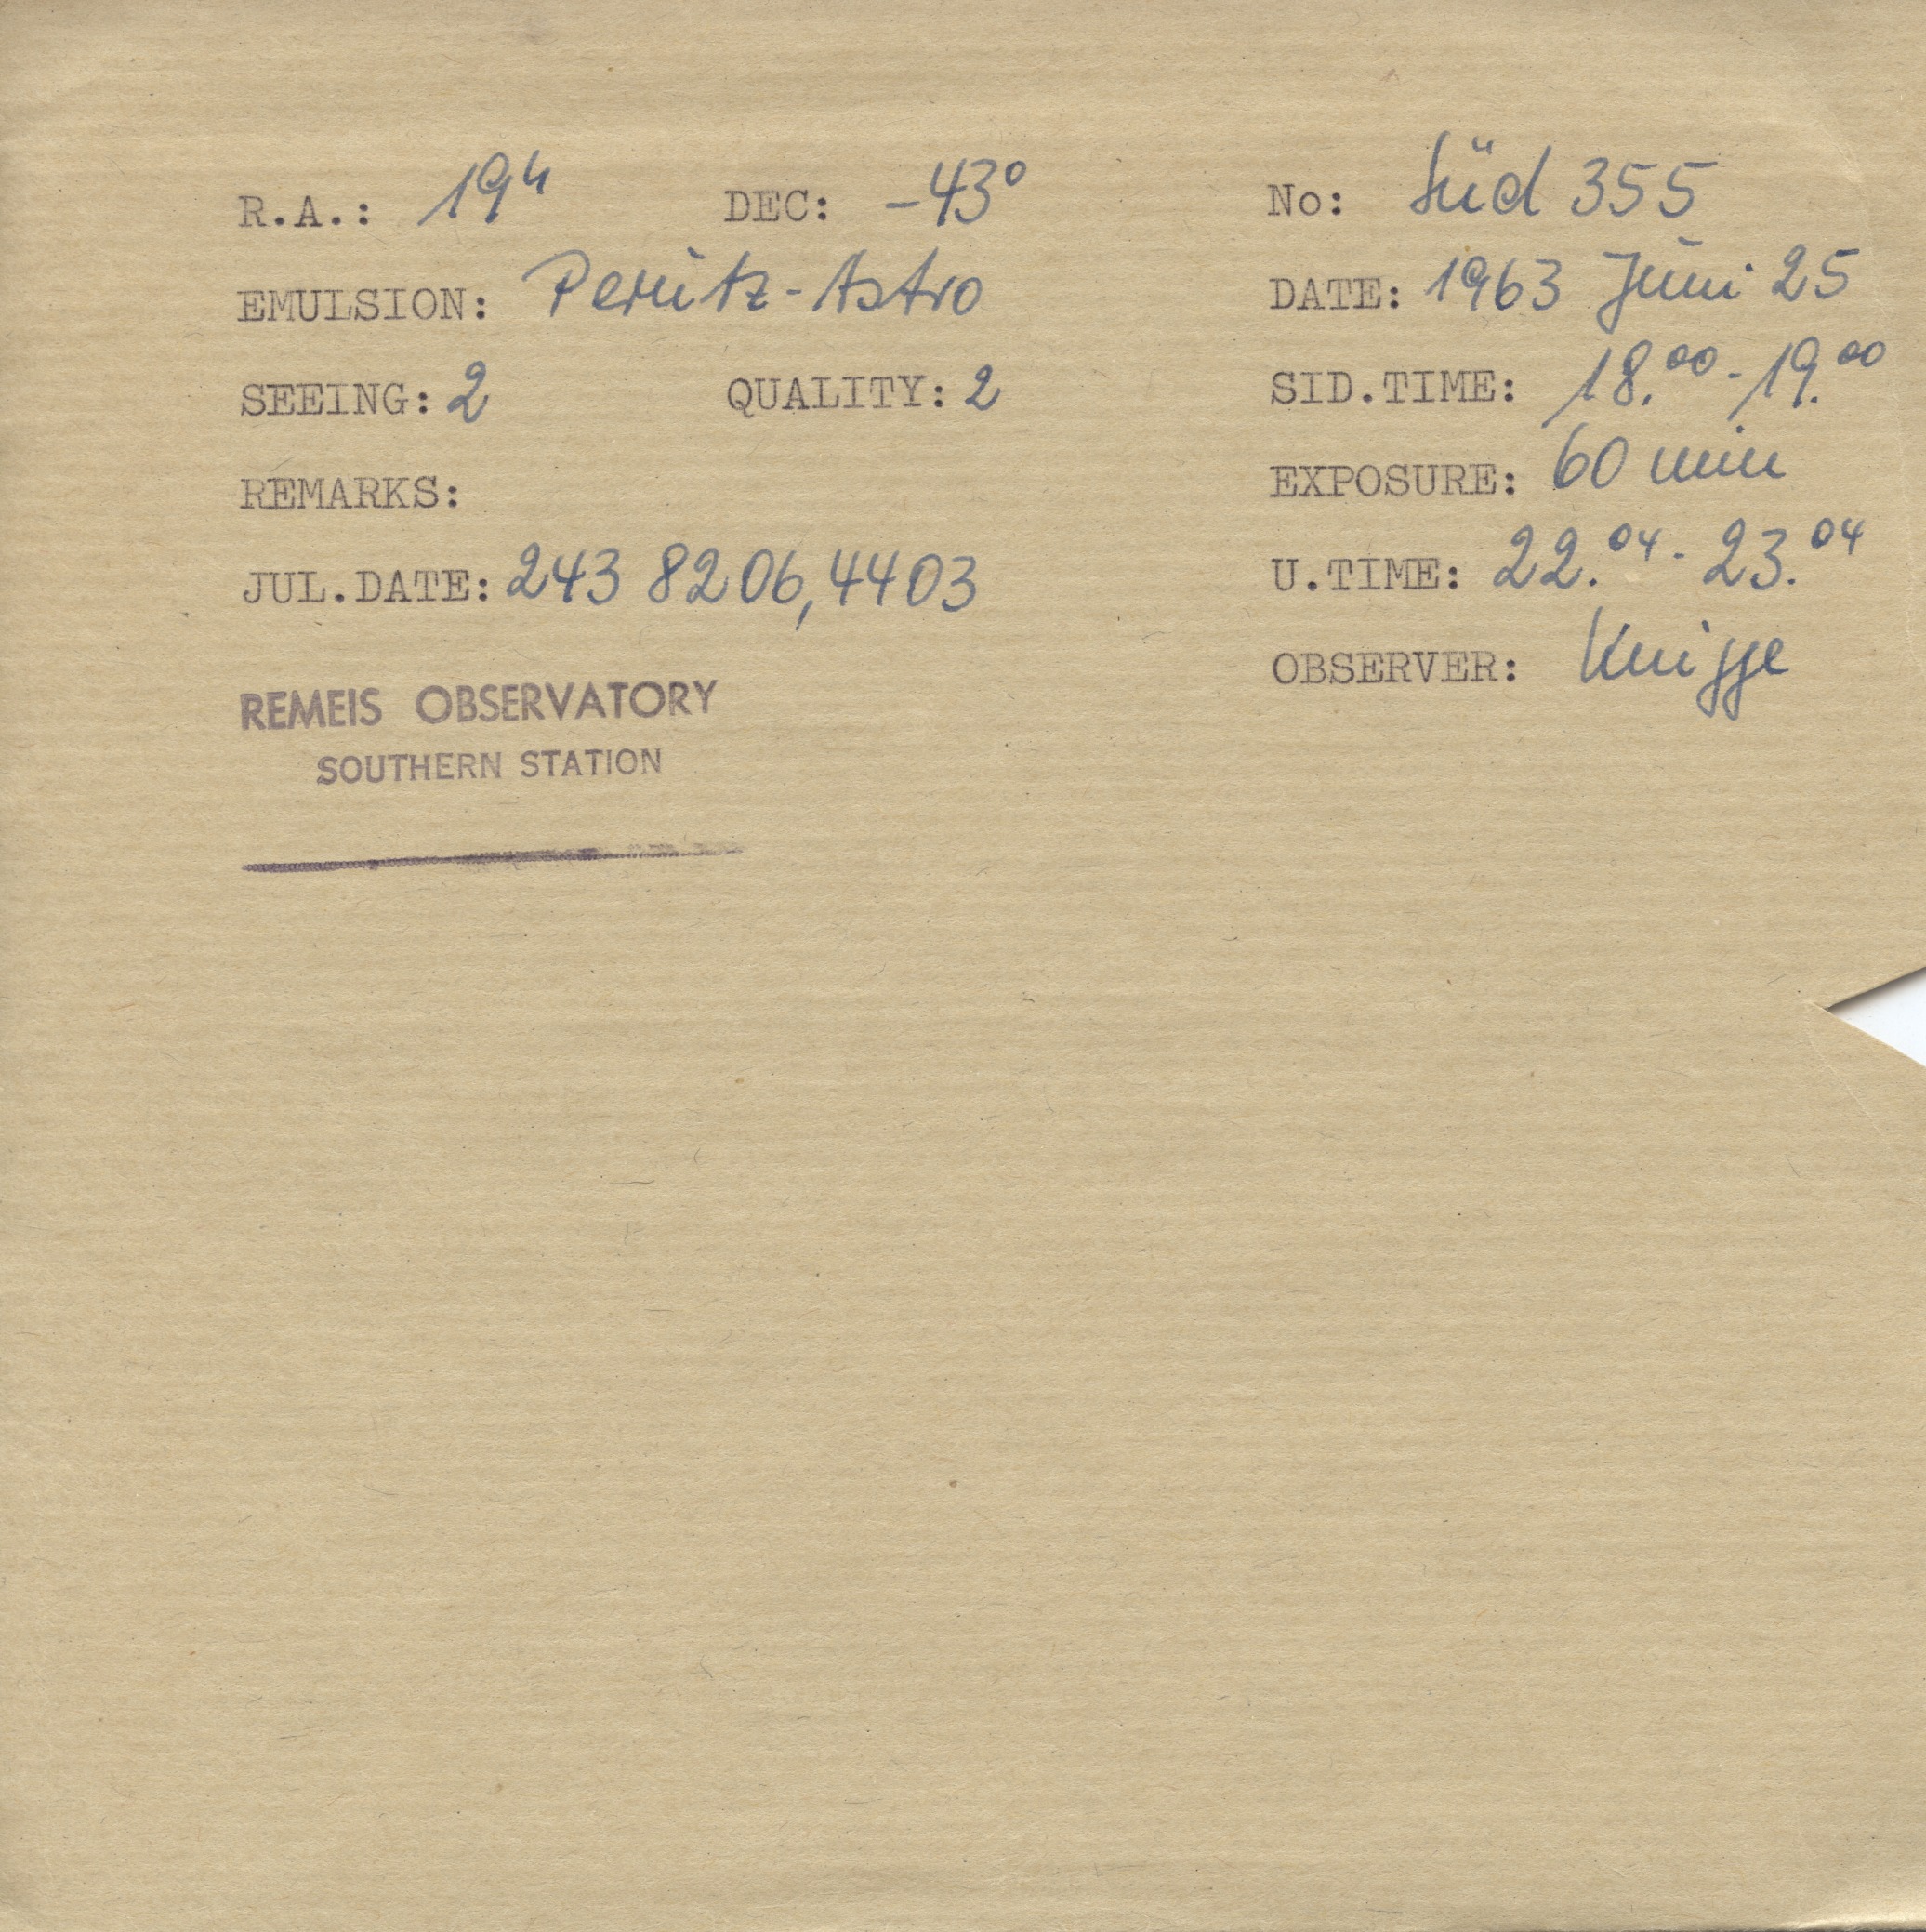 R.A.: 19h DEC: -43° No: Süd 355
EMULSION: Perutz-Astro DATE: 1963 Juni 25
SEEING: 2 QUALITY: 2 SID.TIME: 18.00-19.00
REMARKS: EXPOSURE: 60 min
JUL.DATE: 243 8206,4403 U.TIME: 22.04-23.04
OBSERVER: Knigge
REMEIS OBSERVATORY
SOUTHERN STATION